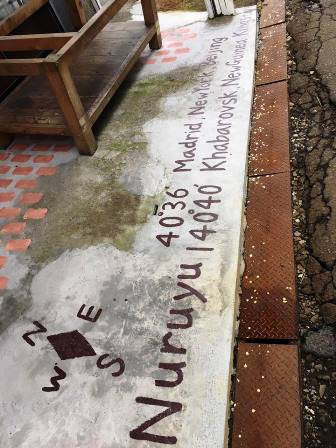 Nuruyu
40°36′ Madrid, New York, Beijing
140°40′ Khabarovsk, New Guinea
N
E
W
S